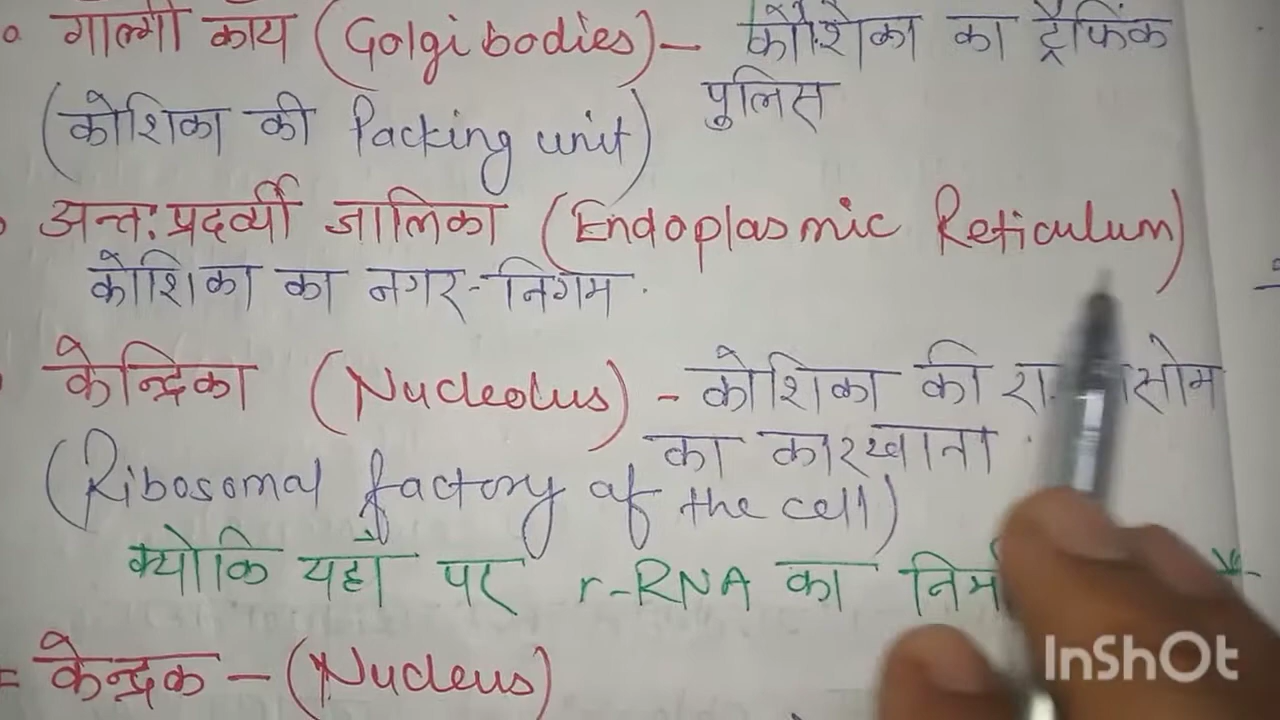 गाल्गी काय (Golgi bodies) - कोशिका का ट्रैफिक
(कोशिका की Packing unit) पुलिस
अन्त: प्रदर्व्यी जालिका (Endoplasmic Reticulum)
कोशिका का नगर-निगम.
केन्द्रिका (Nucleolus) - कोशिका की
का कारखाना.
(Ribosomal factory of the cell)
क्योकि यहाँ पर r-RNA का
= केन्द्रक - (Nucleus)
InShOt